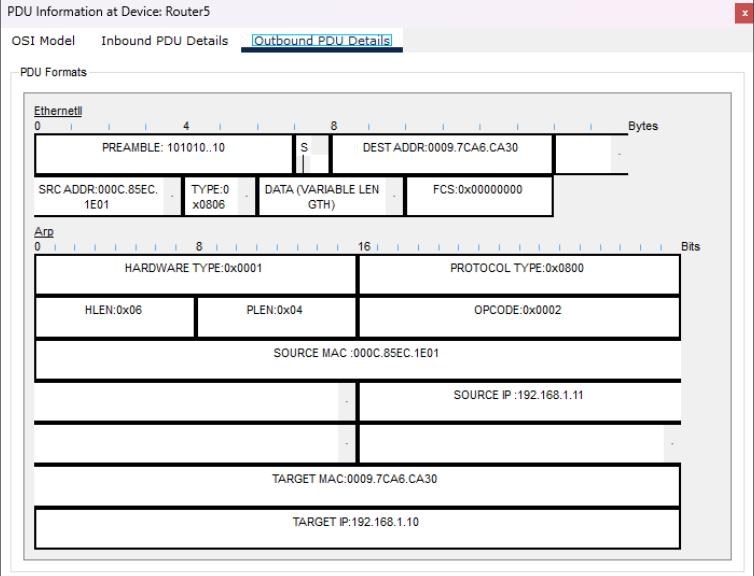 PDU Information at Device: Router5
x
OSI Model Inbound PDU Details Outbound PDU Details
PDU Formats
EthernetII
0 4 8 Bytes
PREAMBLE: 101010..10 S DEST ADDR:0009.7CA6.CA30
SRC ADDR:000C.85EC. TYPE:0 DATA (VARIABLE LEN FCS:0x00000000
1E01 x0806 GTH)
Arp
0 8 16 Bits
HARDWARE TYPE:0x0001 PROTOCOL TYPE:0x0800
HLEN:0x06 PLEN:0x04 OPCODE:0x0002
SOURCE MAC :000C.85EC.1E01
SOURCE IP :192.168.1.11
TARGET MAC:0009.7CA6.CA30
TARGET IP:192.168.1.10